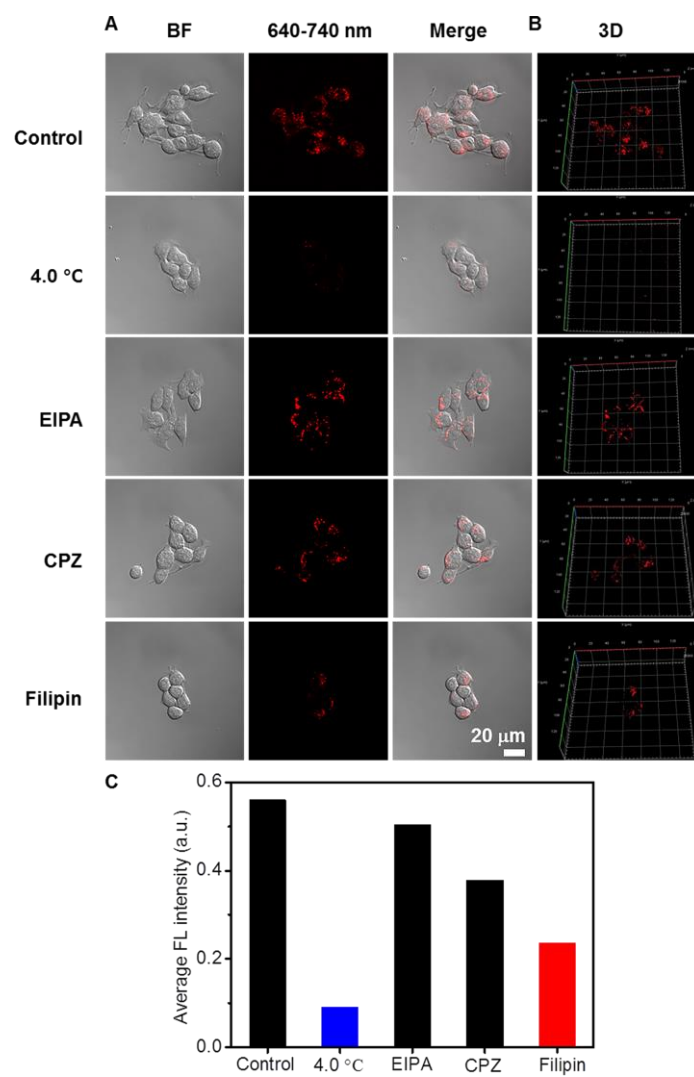 A BF 640-740 nm Merge B 3D
Control
4.0 °C
EIPA
CPZ
Filipin
20 μm
C
Average FL intensity (a.u.)
0.6
0.4
0.2
0.0
Control 4.0 °C EIPA CPZ Filipin